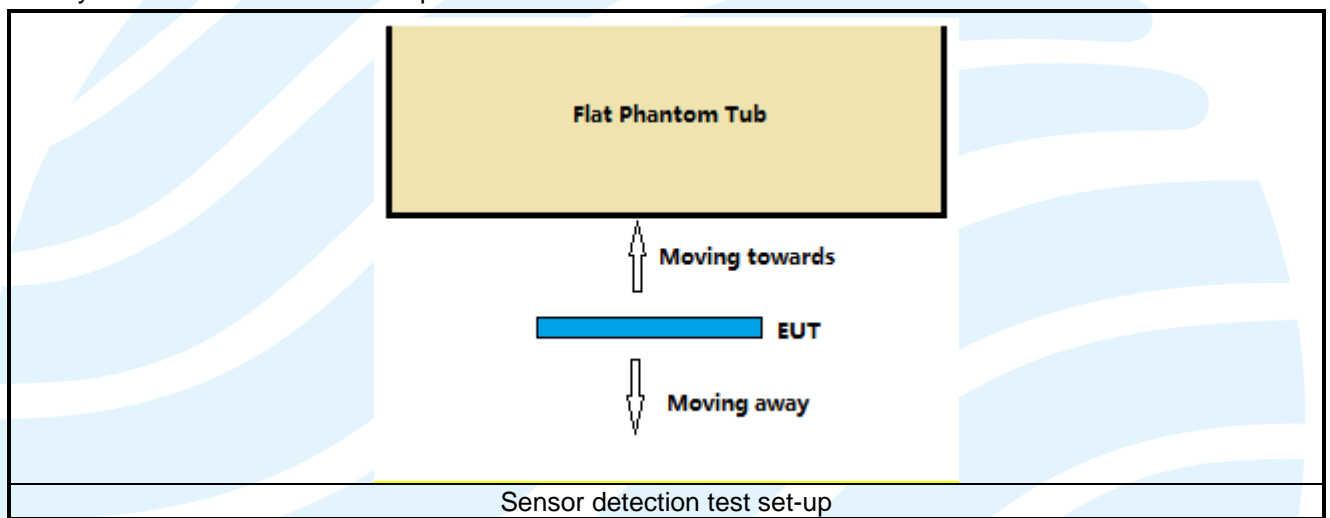 Flat Phantom Tub
Moving towards
EUT
Moving away
Sensor detection test set-up